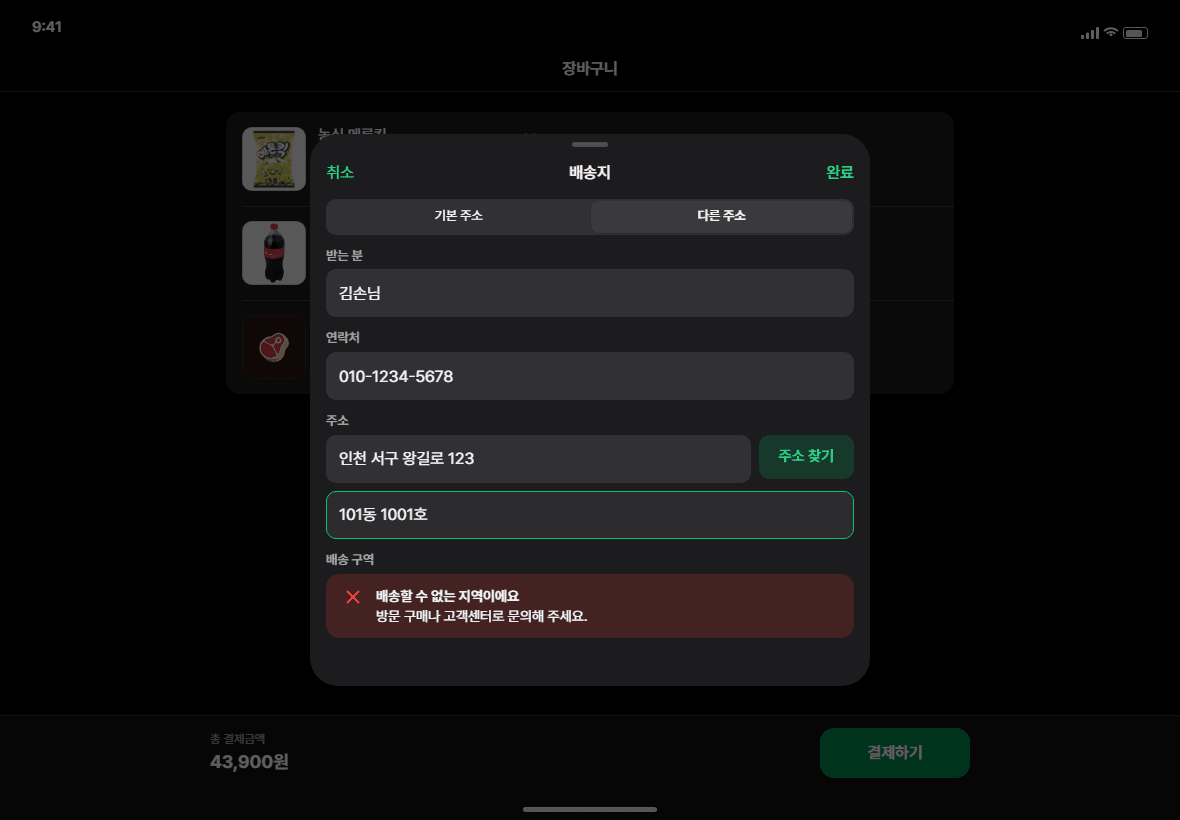 9:41
장바구니
취소
배송지
완료
기본 주소
다른 주소
받는 분
김손님
연락처
010-1234-5678
주소
인천 서구 왕길로 123
주소 찾기
101동 1001호
배송 구역
배송할 수 없는 지역이에요
방문 구매나 고객센터로 문의해 주세요.
총 결제금액
43,900원
결제하기